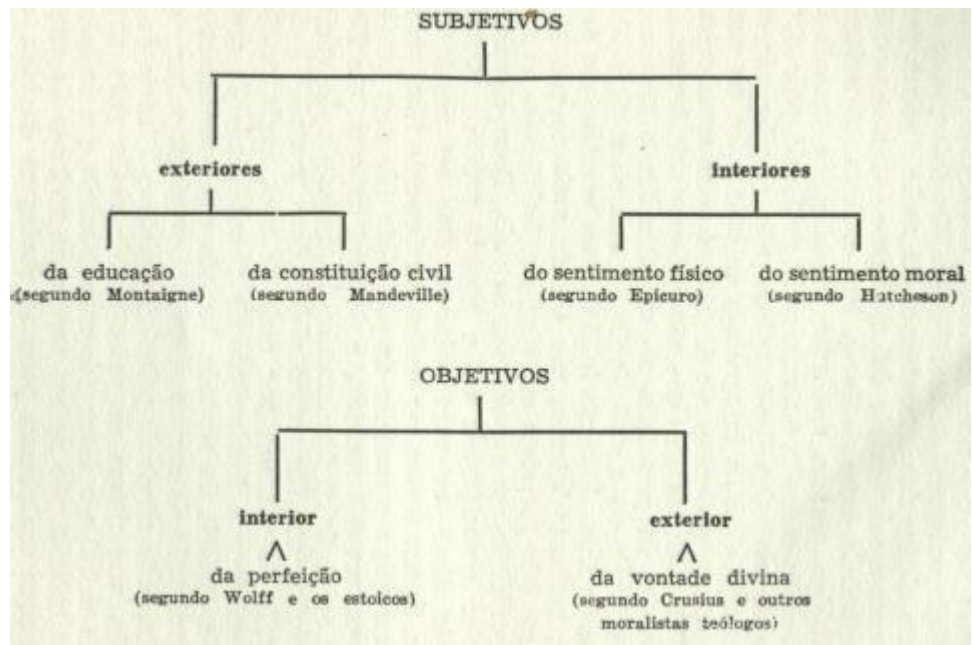 SUBJETIVOS
exteriores interiores
da educação da constituição civil do sentimento físico do sentimento moral
(segundo Montaigne) (segundo Mandeville) (segundo Epicuro) (segundo Hutcheson)
OBJETIVOS
interior exterior
da perfeição da vontade divina
(segundo Wolff e os estoicos) (segundo Crusius e outros
moralistas teólogos)